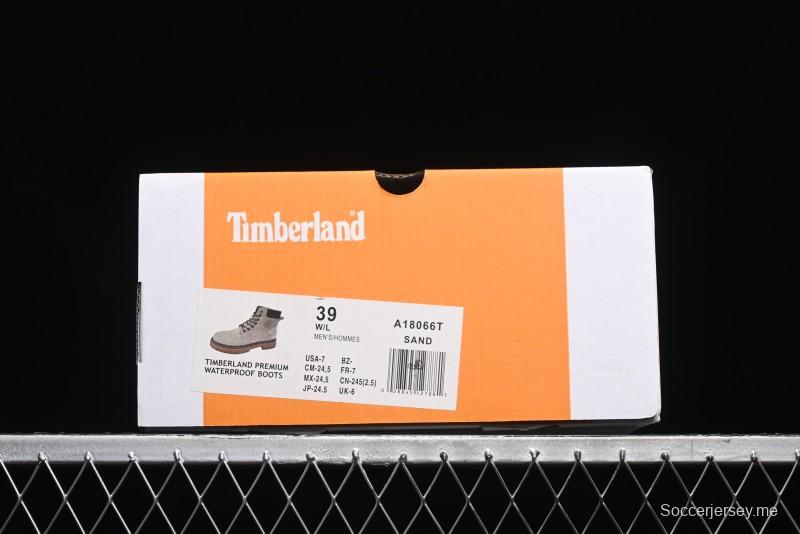 Timberland
39
W/L
MEN'S/HOMMES
A18066T
SAND
TIMBERLAND PREMIUM
WATERPROOF BOOTS
USA-7 BZ-
CM-24,5 FR-7
MX-24,5 CN-245(2.5)
JP-24.5 UK-6
Soccerjersey.me